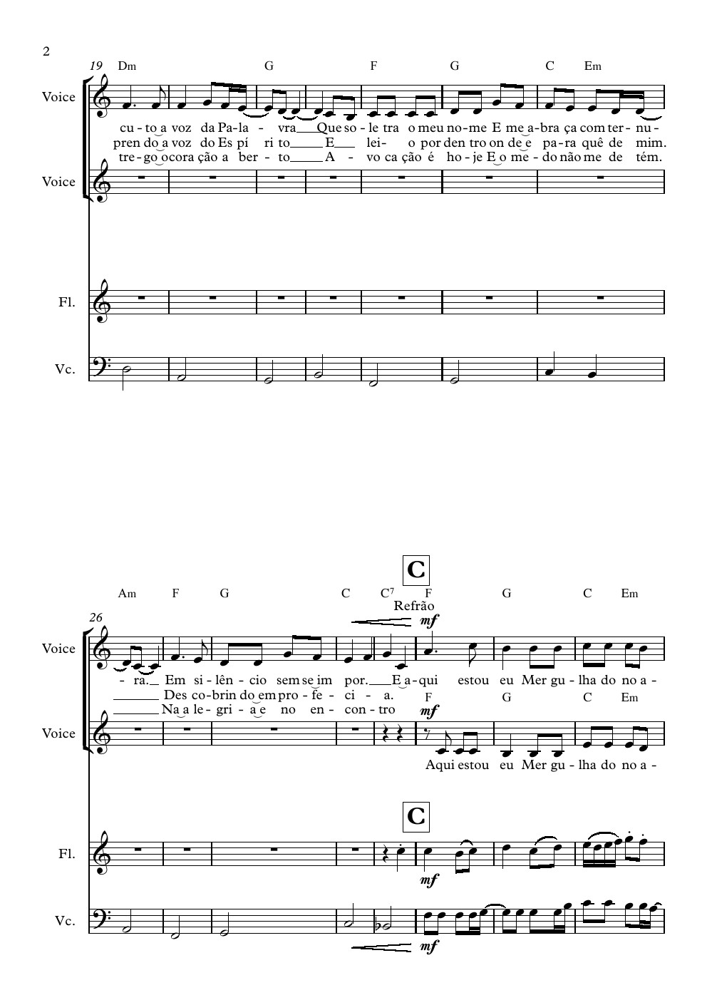 2
19 Dm G F G C Em
Voice
cu - to a voz da Pa - la - vra Que so - le tra o meu no - me E me a - bra ça com ter - nu -
pren do a voz do Es pí ri to E lei - o por den tro on de e pa - ra quê de mim.
tre - go o cora ção a ber - to A - vo ca ção é ho - je E o me - do não me de tém.
Voice
Fl.
Vc.
C
Am F G C C7 F G C Em
Refrão
26
mf
Voice
- ra. Em si - lên - cio sem se im por. E a - qui estou eu Mer gu - lha do no a -
Des co - brin do em pro - fe - ci - a.
F G C Em
Na a le - gri - a e no en - con - tro
mf
Voice
Aqui estou eu Mer gu - lha do no a -
C
Fl.
mf
Vc.
mf